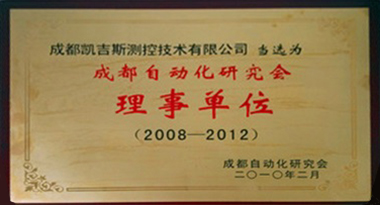 成都凯吉斯测控技术有限公司 当选为
成都自动化研究会
理事单位
(2008—2012)
成都自动化研究会
二〇一〇年二月